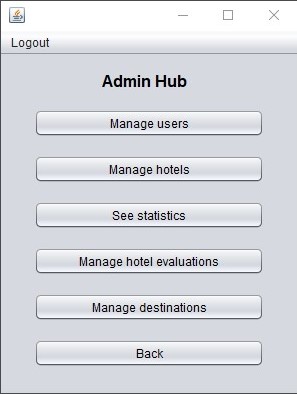 Logout
Admin Hub
Manage users
Manage hotels
See statistics
Manage hotel evaluations
Manage destinations
Back